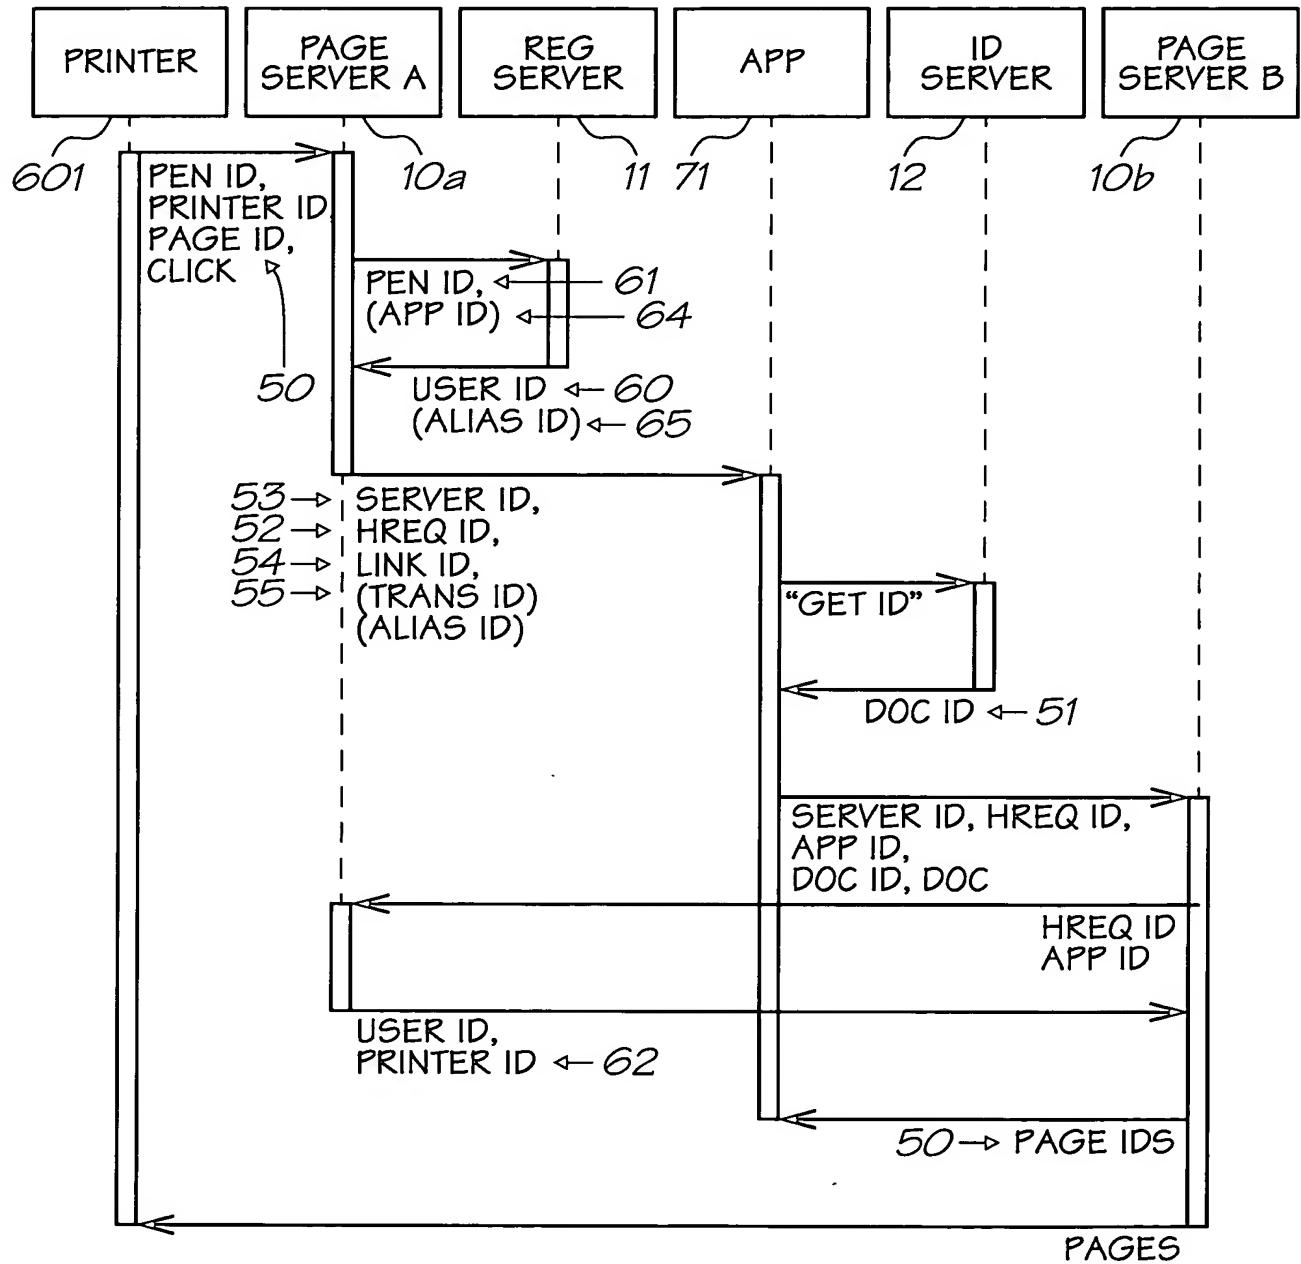 PRINTER
PAGE
SERVER A
REG
SERVER
APP
ID
SERVER
PAGE
SERVER B
601
10a
11
71
12
10b
PEN ID,
PRINTER ID
PAGE ID,
CLICK
50
PEN ID,
61
(APP ID)
64
USER ID
60
(ALIAS ID)
65
53
SERVER ID,
52
HREQ ID,
54
LINK ID,
55
(TRANS ID)
(ALIAS ID)
"GET ID"
DOC ID
51
SERVER ID, HREQ ID,
APP ID,
DOC ID, DOC
HREQ ID
APP ID
USER ID,
PRINTER ID
62
50
PAGE IDS
PAGES